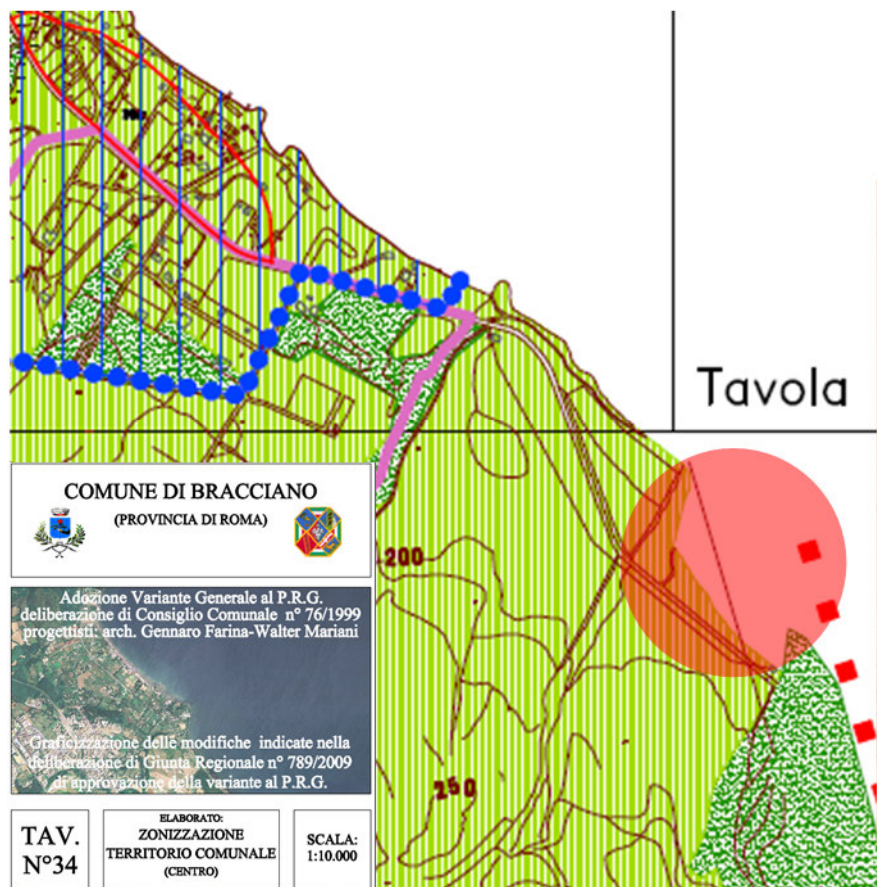 Tavola
200
250
COMUNE DI BRACCIANO
(PROVINCIA DI ROMA)
Adozione Variante Generale al P.R.G.
deliberazione di Consiglio Comunale n° 76/1999
progettisti: arch. Gennaro Farina-Walter Mariani
Graficizzazione delle modifiche indicate nella
deliberazione di Giunta Regionale n° 789/2009
di approvazione della variante al P.R.G.
TAV.
N°34
ELABORATO:
ZONIZZAZIONE
TERRITORIO COMUNALE
(CENTRO)
SCALA:
1:10.000